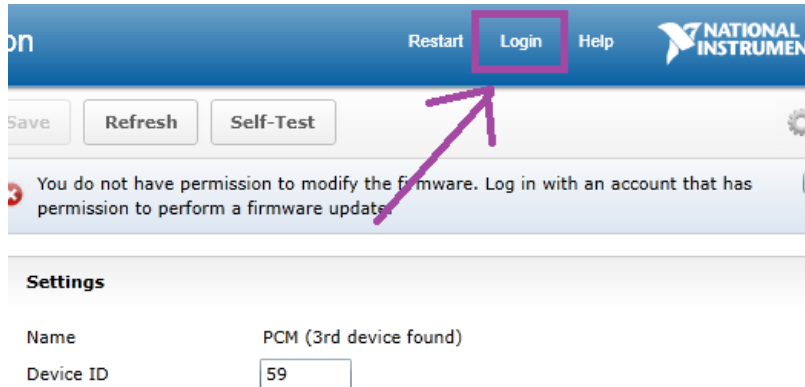 on
Restart Login Help NATIONAL
INSTRUMEN
Save Refresh Self-Test
You do not have permission to modify the firmware. Log in with an account that has
permission to perform a firmware update.
Settings
Name PCM (3rd device found)
Device ID 59